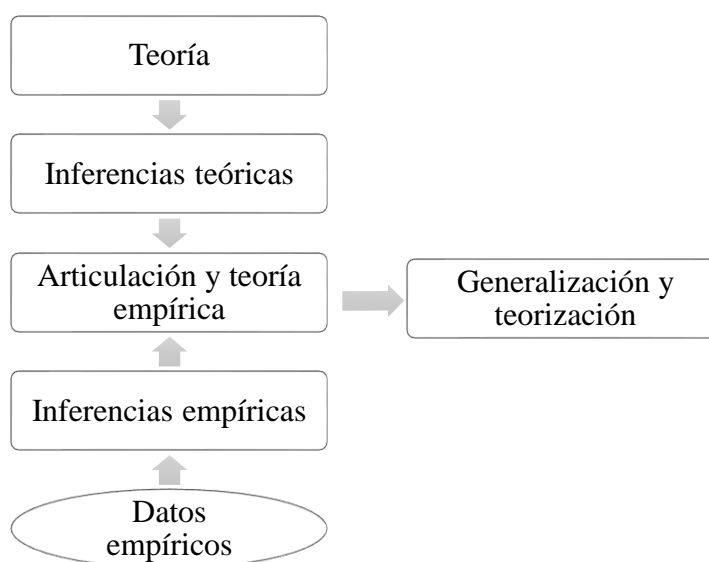 Teoría
Inferencias teóricas
Articulación y teoría
empírica
Generalización y
teorización
Inferencias empíricas
Datos
empíricos